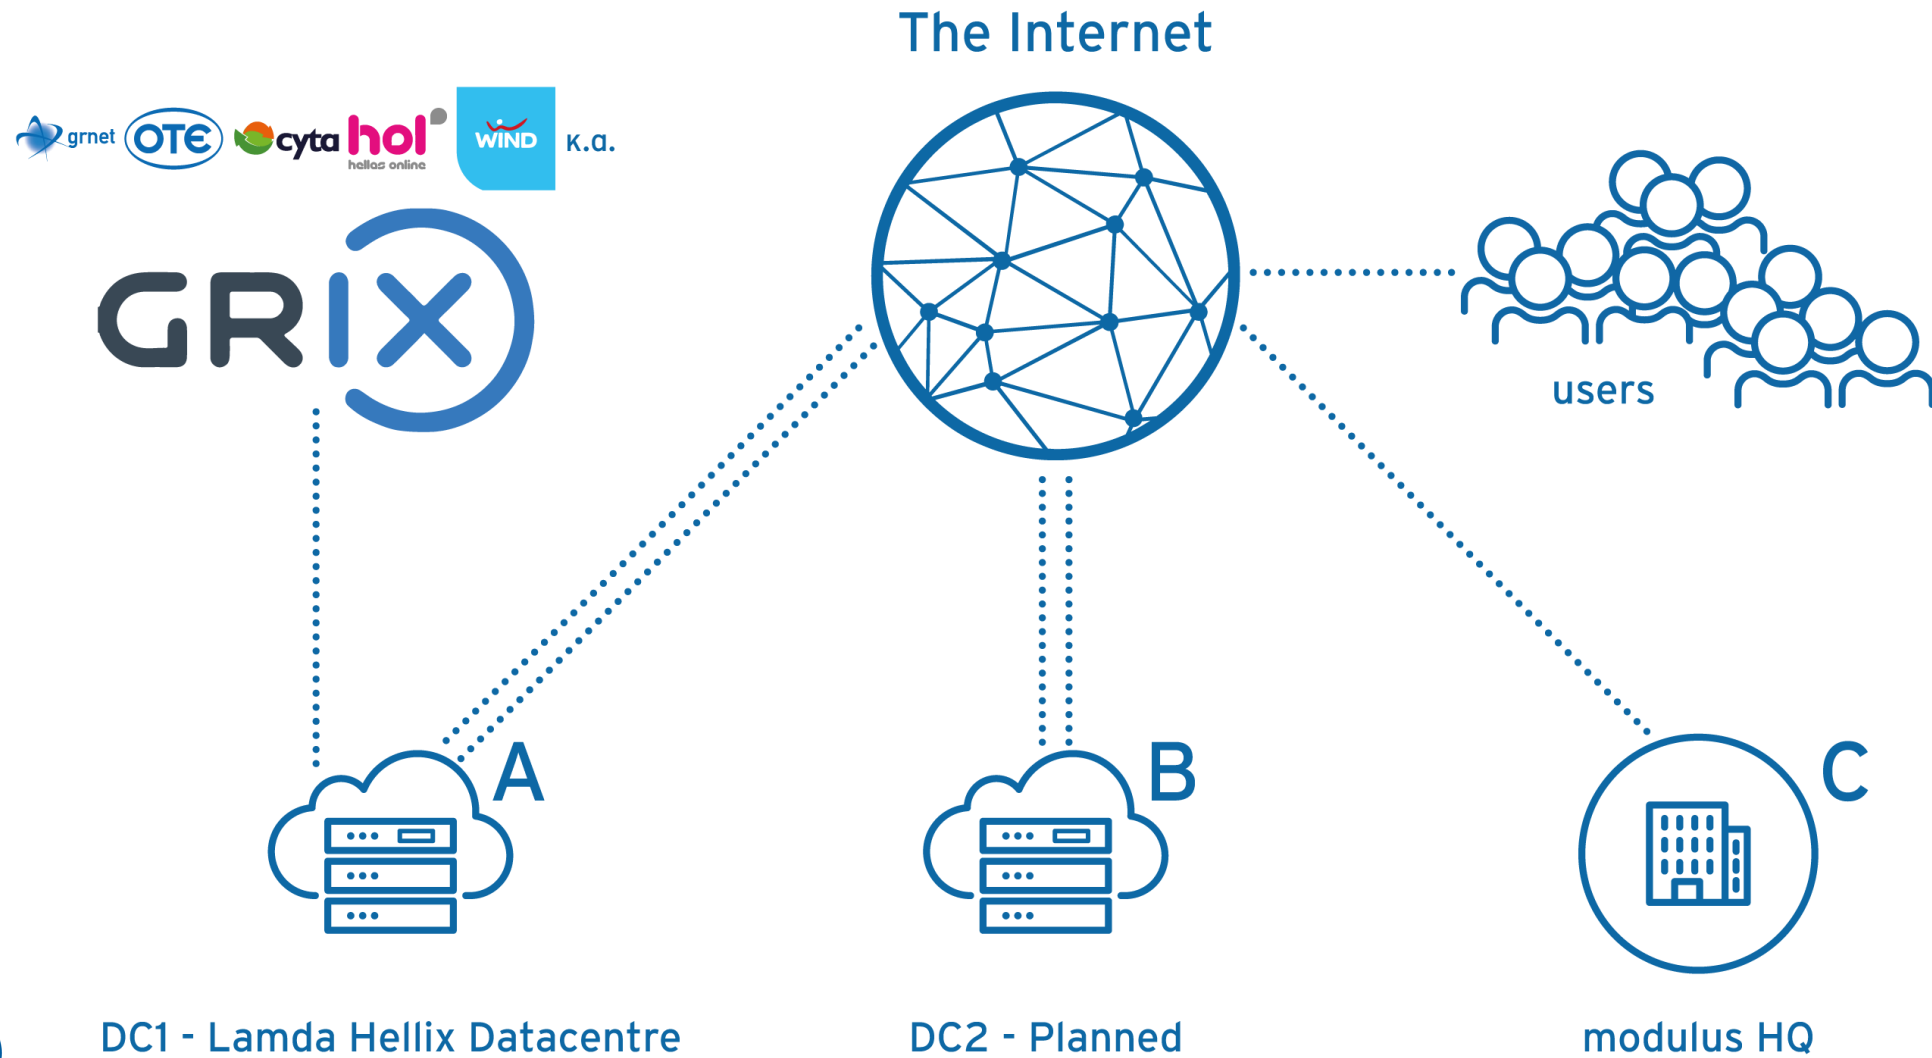 The Internet
grnet OTE cyta hol WIND κ.α.
hellas online
GRIX
users
A
B
C
DC1 - Lamda Hellix Datacentre
DC2 - Planned
modulus HQ